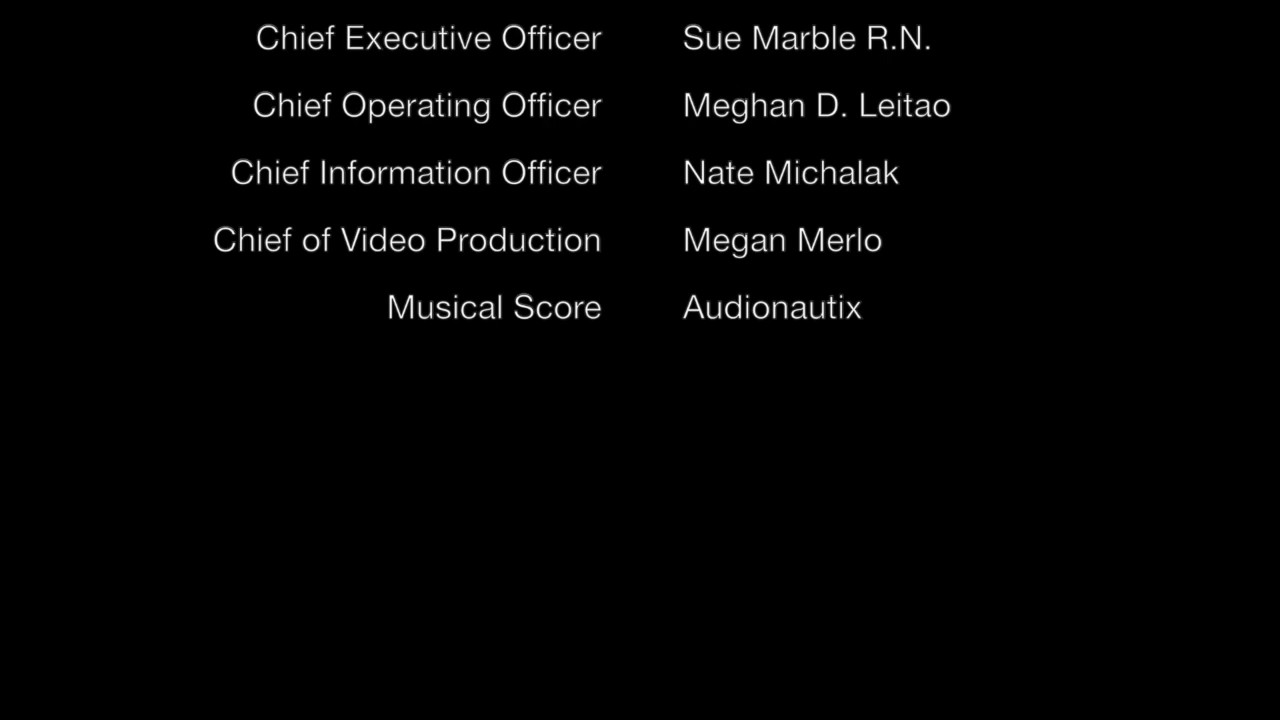 Chief Executive Officer Sue Marble R.N.
Chief Operating Officer Meghan D. Leitao
Chief Information Officer Nate Michalak
Chief of Video Production Megan Merlo
Musical Score Audionautix